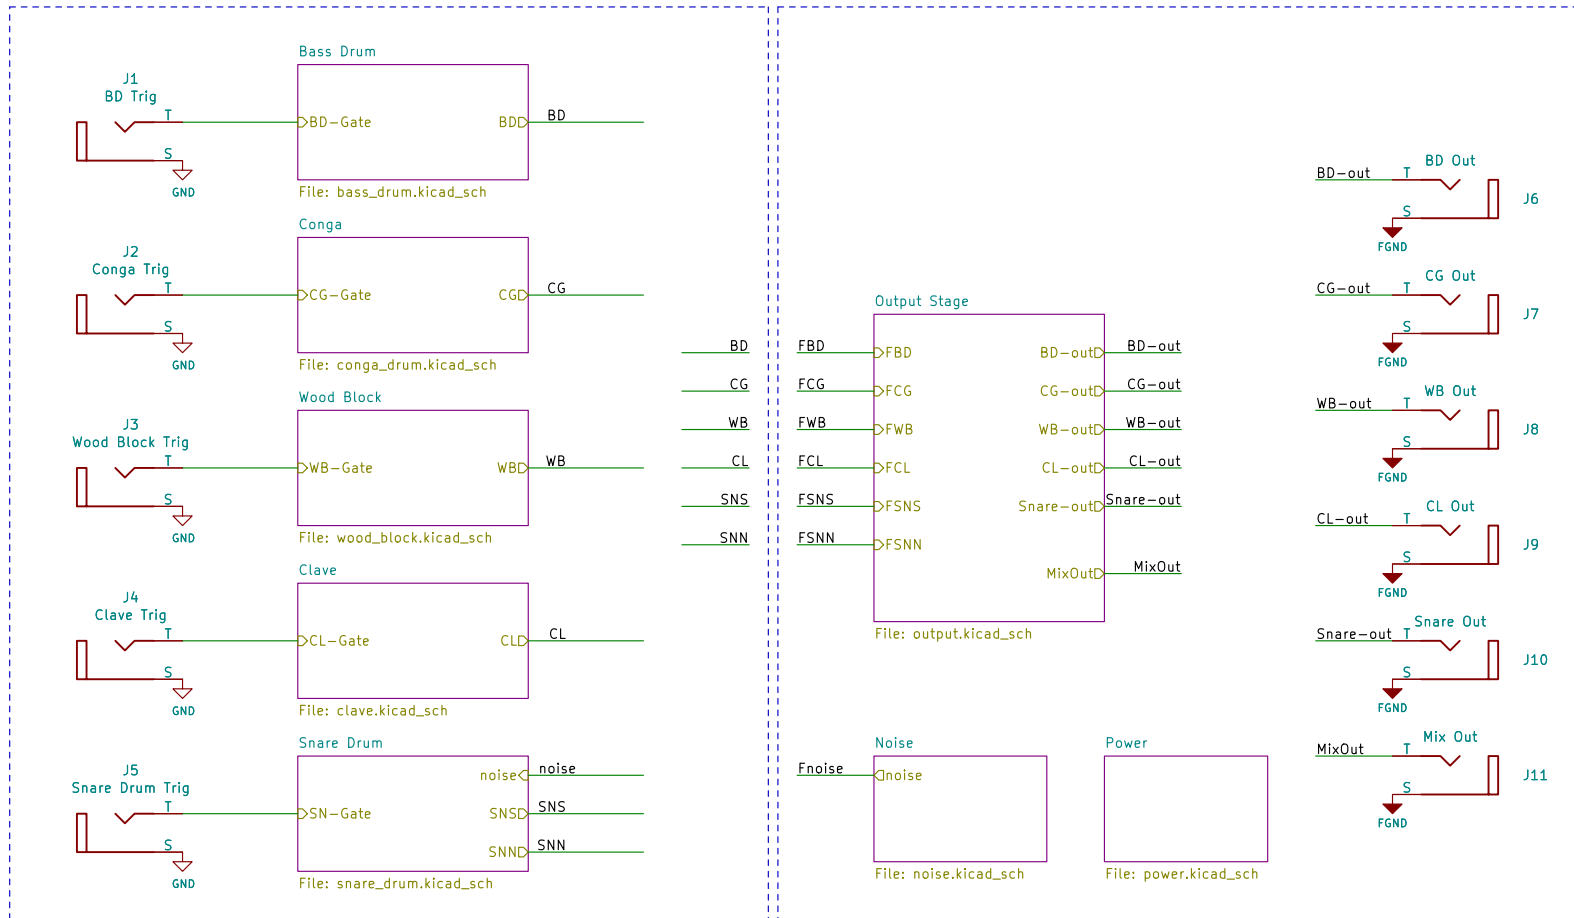 Bass Drum
J1
BD Trig
T
S
GND
BD-Gate
BD
BD
File: bass_drum.kicad_sch
Conga
J2
Conga Trig
T
S
GND
CG-Gate
CG
CG
File: conga_drum.kicad_sch
Wood Block
J3
Wood Block Trig
T
S
GND
WB-Gate
WB
WB
File: wood_block.kicad_sch
Clave
J4
Clave Trig
T
S
GND
CL-Gate
CL
CL
File: clave.kicad_sch
Snare Drum
J5
Snare Drum Trig
T
S
GND
SN-Gate
noise
noise
SNS
SNS
SNN
SNN
File: snare_drum.kicad_sch
BD
CG
WB
CL
SNS
SNN
Output Stage
FBD
FBD
BD-out
BD-out
FCG
FCG
CG-out
CG-out
FWB
FWB
WB-out
WB-out
FCL
FCL
CL-out
CL-out
FSNS
FSNS
Snare-out
Snare-out
FSNN
FSNN
MixOut
MixOut
File: output.kicad_sch
Noise
Fnoise
noise
File: noise.kicad_sch
Power
File: power.kicad_sch
BD Out
BD-out
T
S
J6
FGND
CG Out
CG-out
T
S
J7
FGND
WB Out
WB-out
T
S
J8
FGND
CL Out
CL-out
T
S
J9
FGND
Snare Out
Snare-out
T
S
J10
FGND
Mix Out
MixOut
T
S
J11
FGND